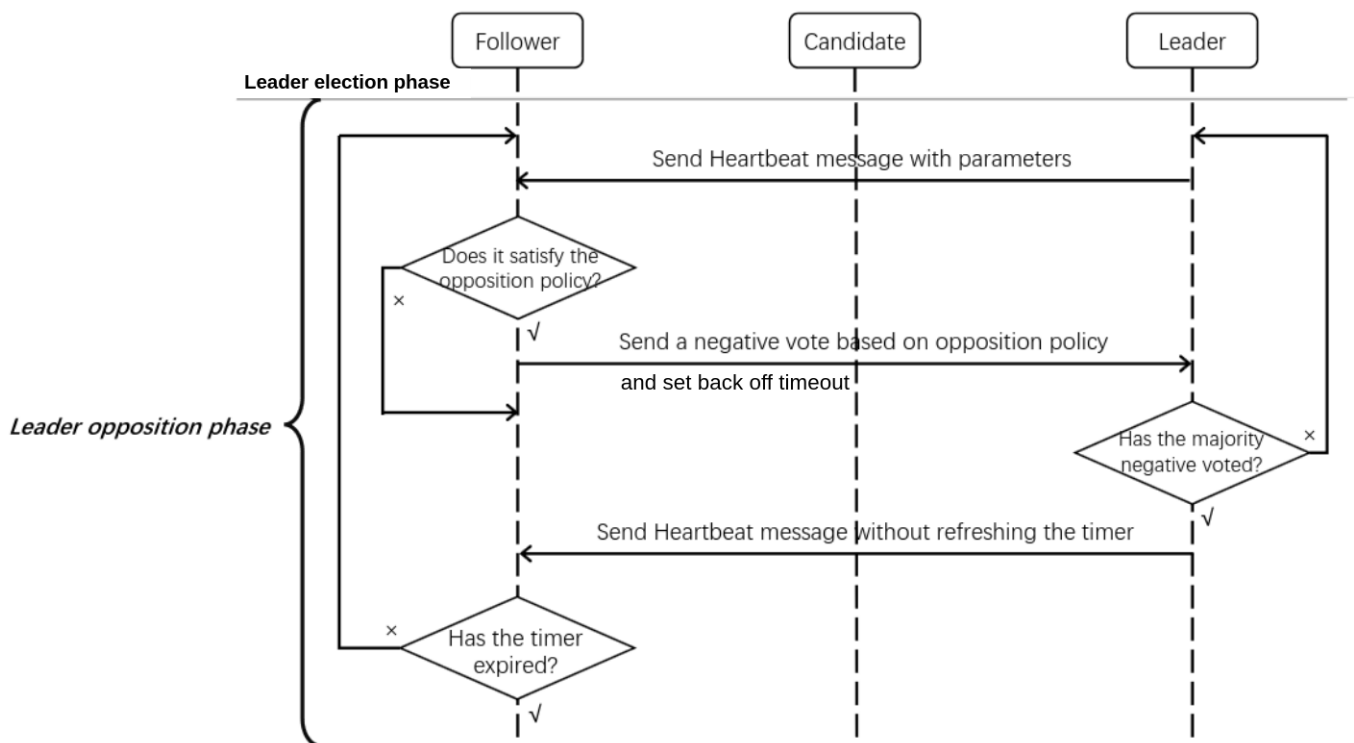 Follower
Candidate
Leader
Leader election phase
Send Heartbeat message with parameters
Does it satisfy the
opposition policy?
×
√
Send a negative vote based on opposition policy
and set back off timeout
Leader opposition phase
Has the majority
negative voted?
×
√
Send Heartbeat message without refreshing the timer
×
Has the timer
expired?
√